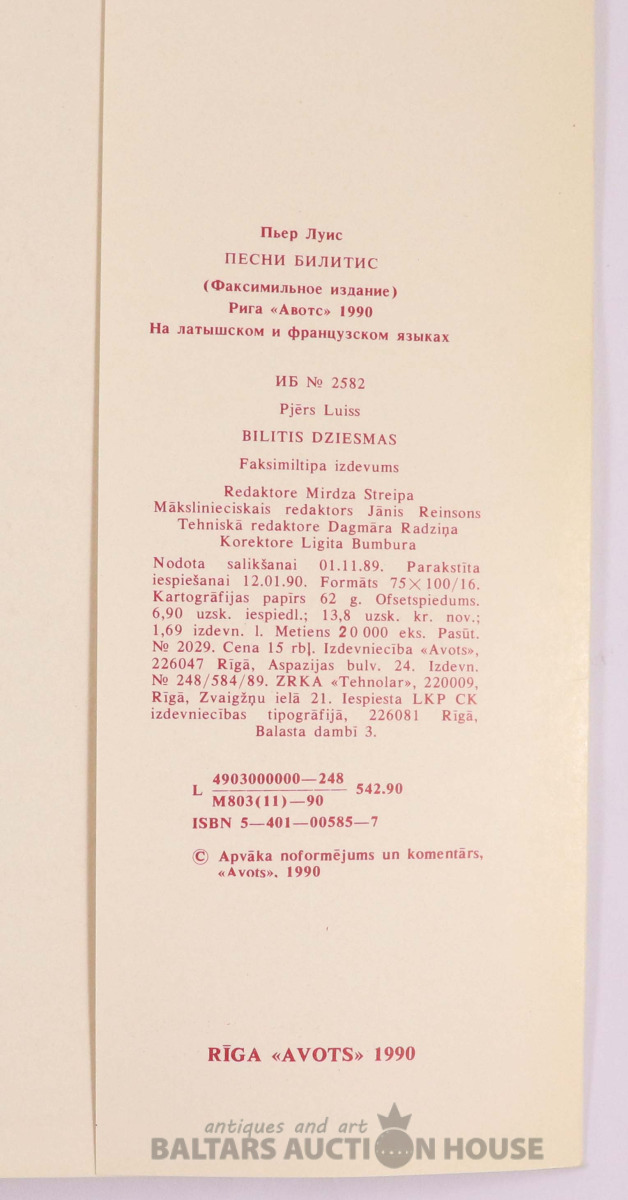 Пьер Луис
ПЕСНИ БИЛИТИС
(Факсимильное издание)
Рига «Авотс» 1990
На латышском и французском языках
ИБ № 2582
Pjērs Luiss
BILITIS DZIESMAS
Faksimiltipa izdevums
Redaktore Mirdza Streipa
Mākslinieciskais redaktors Jānis Reinsons
Tehniskā redaktore Dagmāra Radziņa
Korektore Ligita Bumbura
Nodota salikšanai 01.11.89. Parakstīta
iespiešanai 12.01.90. Formāts 75×100/16.
Kartogrāfijas papīrs 62 g. Ofsetspiedums.
6,90 uzsk. iespiedl.; 13,8 uzsk. kr. nov.;
1,69 izdevn. l. Metiens 20 000 eks. Pasūt.
№ 2029. Cena 15 rbļ. Izdevniecība «Avots»,
226047 Rīgā, Aspazijas bulv. 24. Izdevn.
№ 248/584/89. ZRKA «Tehnolar», 220009,
Rīgā, Zvaigžņu ielā 21. Iespiesta LKP CK
izdevniecības tipogrāfijā, 226081 Rīgā,
Balasta dambī 3.
L 4903000000—248 542.90
M803(11)—90
ISBN 5—401—00585—7
© Apvāka noformējums un komentārs,
«Avots». 1990
RĪGA «AVOTS» 1990
antiques and art
BALTARS AUCTION HOUSE